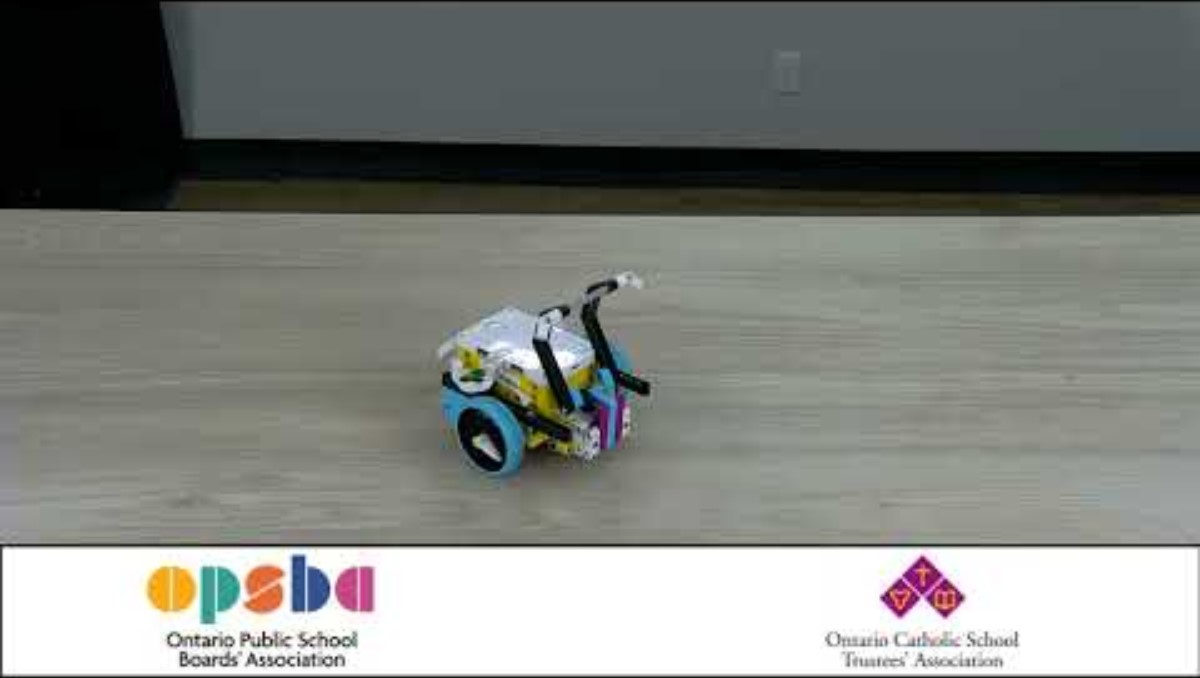 opsba
Ontario Public School
Boards' Association
Ontario Catholic School
Trustees' Association